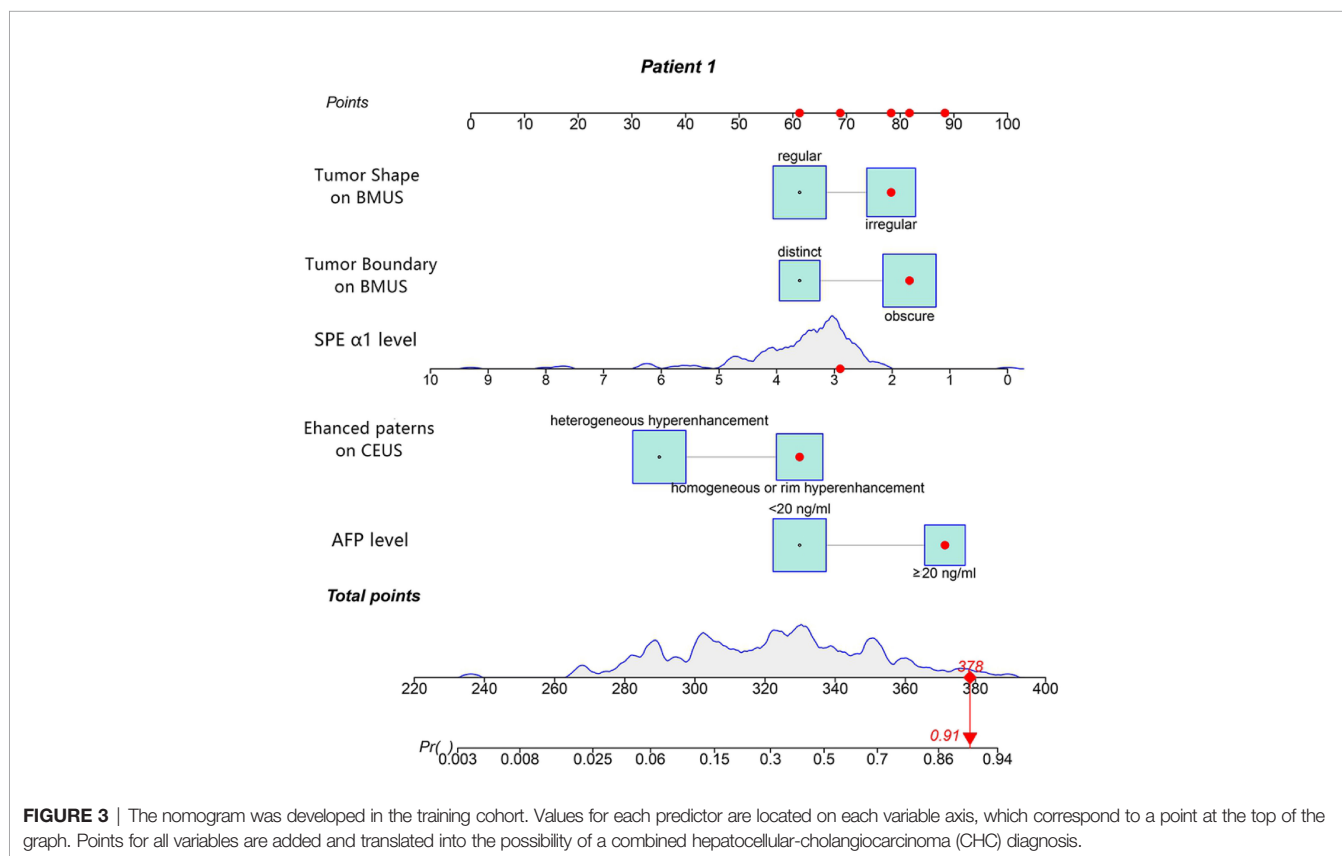 Patient 1
Points
0 10 20 30 40 50 60 70 80 90 100
regular
Tumor Shape
on BMUS
irregular
distinct
Tumor Boundary
on BMUS
obscure
SPE α1 level
10 9 8 7 6 5 4 3 2 1 0
heterogeneous hyperenhancement
Ehanced paterns
on CEUS
homogeneous or rim hyperenhancement
<20 ng/ml
AFP level
≥20 ng/ml
Total points
378
220 240 260 280 300 320 340 360 380 400
0.91
Pr( )
0.003 0.008 0.025 0.06 0.15 0.3 0.5 0.7 0.86 0.94
FIGURE 3 | The nomogram was developed in the training cohort. Values for each predictor are located on each variable axis, which correspond to a point at the top of the
graph. Points for all variables are added and translated into the possibility of a combined hepatocellular-cholangiocarcinoma (CHC) diagnosis.